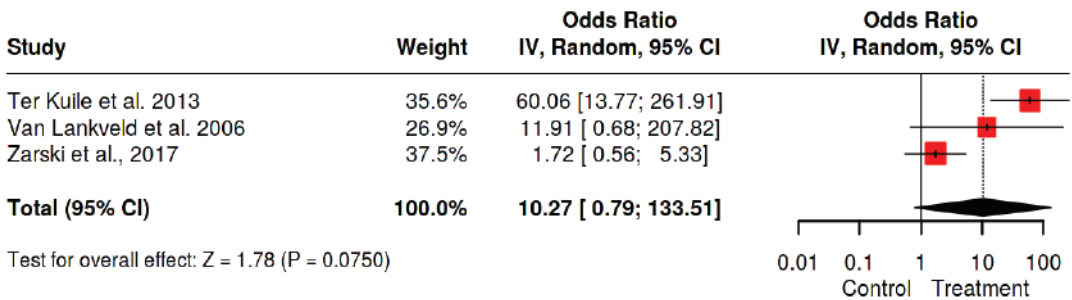 Odds Ratio Odds Ratio
Study Weight IV, Random, 95% CI IV, Random, 95% CI
Ter Kuile et al. 2013 35.6% 60.06 [13.77; 261.91]
Van Lankveld et al. 2006 26.9% 11.91 [ 0.68; 207.82]
Zarski et al., 2017 37.5% 1.72 [ 0.56; 5.33]
Total (95% CI) 100.0% 10.27 [ 0.79; 133.51]
Test for overall effect: Z = 1.78 (P = 0.0750)
0.01 0.1 1 10 100
Control Treatment